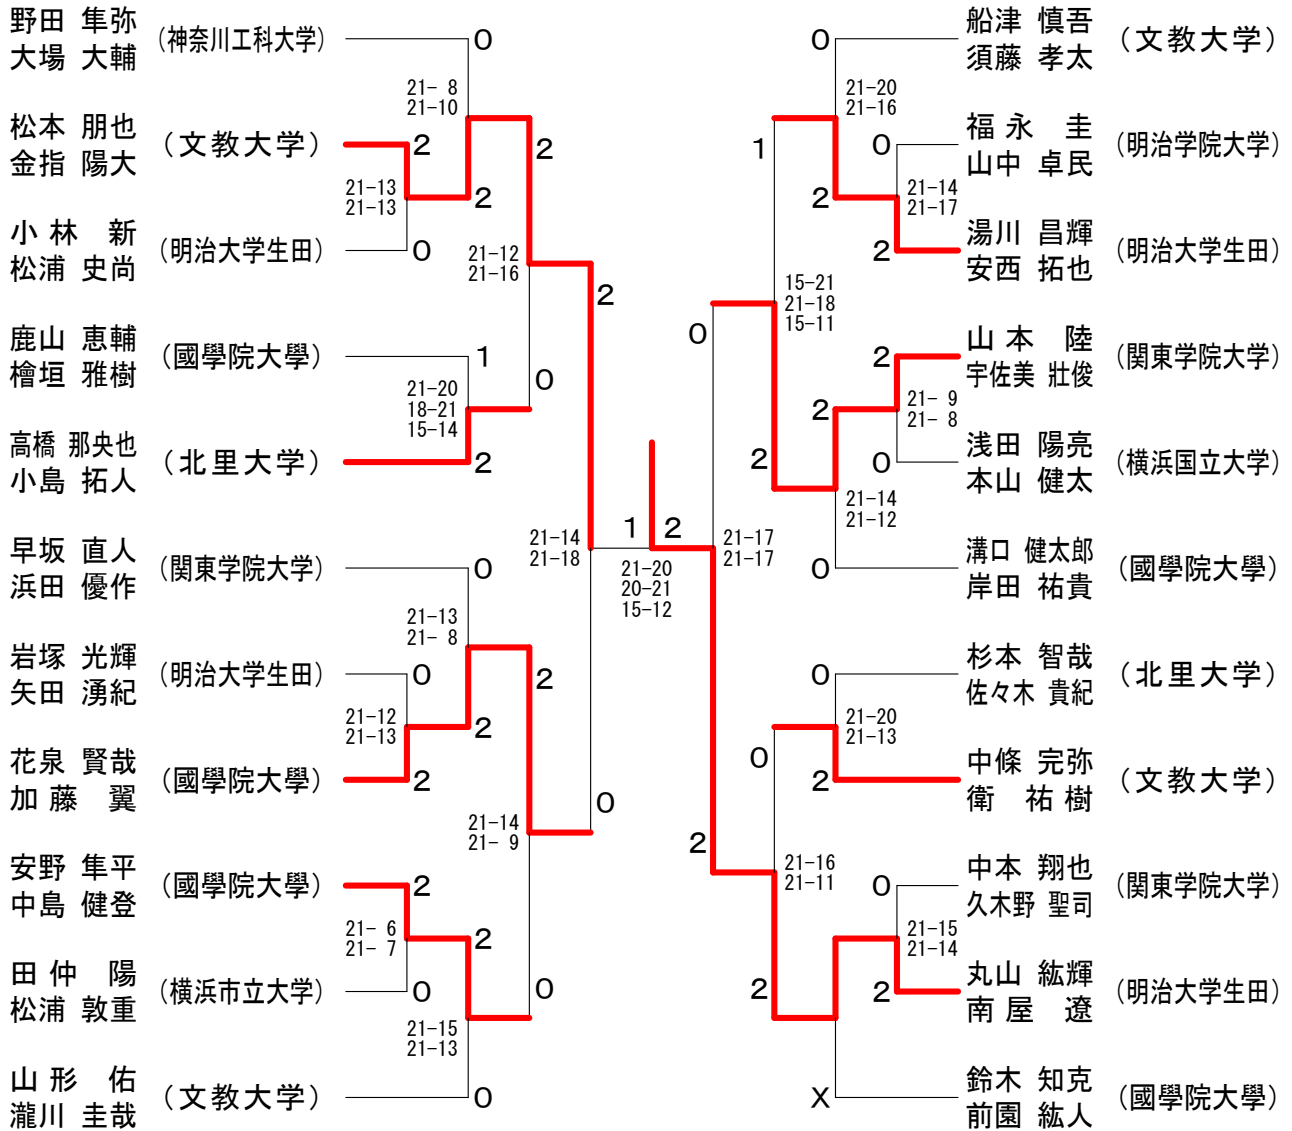 野田 隼弥
大場 大輔
(神奈川工科大学)
0
21- 8
21-10
松本 朋也
金指 陽大
(文教大学)
2
2
2
21-13
21-13
小林 新
松浦 史尚
(明治大学生田)
0
21-12
21-16
2
鹿山 恵輔
檜垣 雅樹
(國學院大學)
1
0
21-20
18-21
15-14
高橋 那央也
小島 拓人
(北里大学)
2
21-14
21-18
早坂 直人
浜田 優作
(関東学院大学)
0
21-13
21- 8
岩塚 光輝
矢田 湧紀
(明治大学生田)
0
2
2
21-12
21-13
花泉 賢哉
加藤 翼
(國學院大學)
2
0
21-14
21- 9
安野 隼平
中島 健登
(國學院大學)
2
2
21- 6
21- 7
田仲 陽
松浦 敦重
(横浜市立大学)
0
0
21-15
21-13
山形 佑
瀧川 圭哉
(文教大学)
0
1
2
21-20
20-21
15-12
0
船津 慎吾
須藤 孝太
(文教大学)
21-20
21-16
1
0
福永 圭
山中 卓民
(明治学院大学)
2
21-14
21-17
2
湯川 昌輝
安西 拓也
(明治大学生田)
15-21
21-18
15-11
0
2
山本 陸
宇佐美 壯俊
(関東学院大学)
2
21- 9
21- 8
2
0
浅田 陽亮
本山 健太
(横浜国立大学)
21-14
21-12
21-17
21-17
0
溝口 健太郎
岸田 祐貴
(國學院大學)
0
杉本 智哉
佐々木 貴紀
(北里大学)
21-20
21-13
0
2
中條 完弥
衛 祐樹
(文教大学)
2
21-16
21-11
0
中本 翔也
久木野 聖司
(関東学院大学)
21-15
21-14
2
2
丸山 紘輝
南屋 遼
(明治大学生田)
X
鈴木 知克
前園 紘人
(國學院大學)